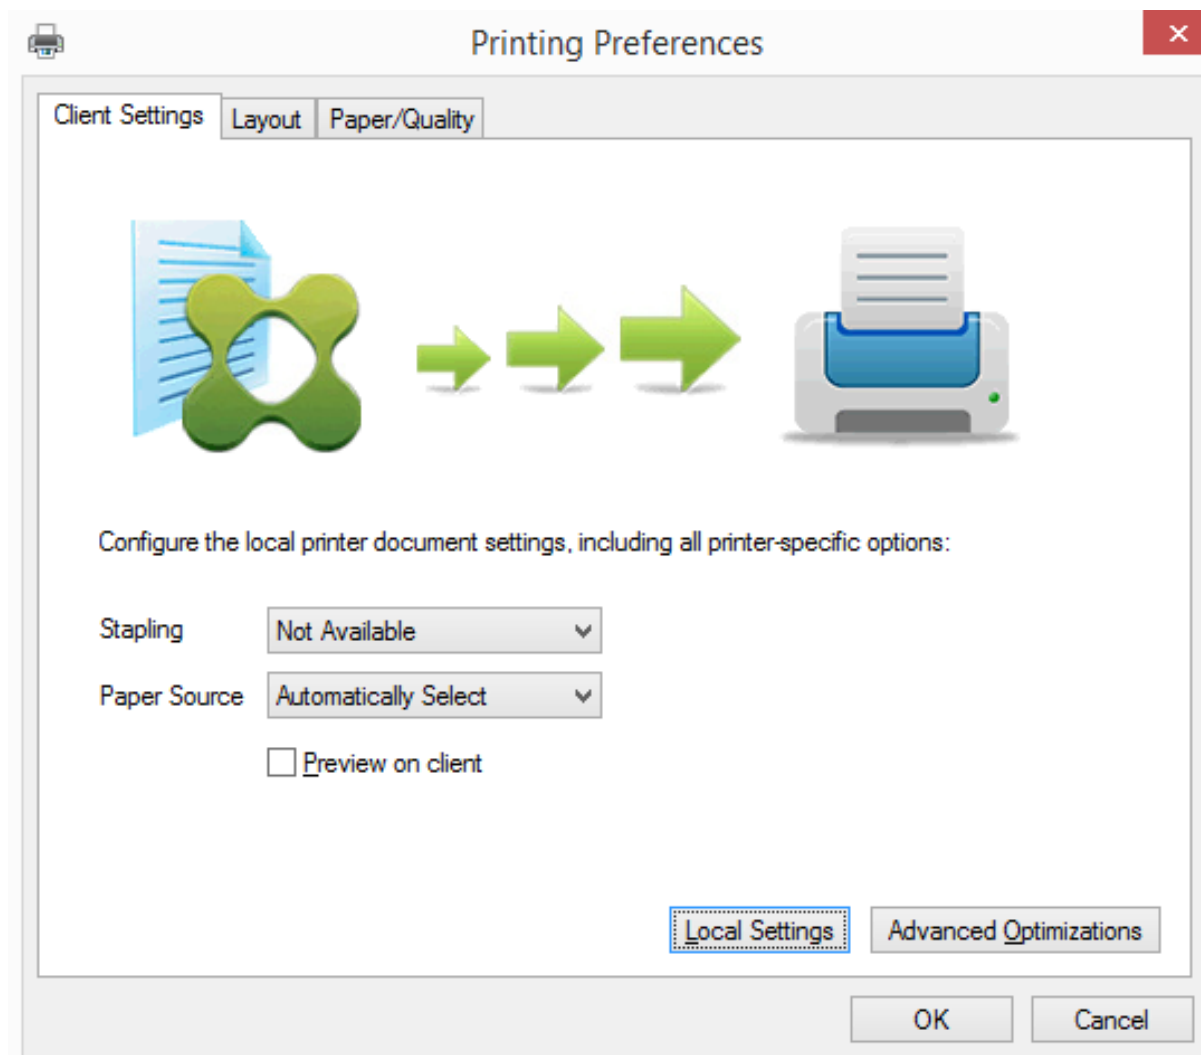 Printing Preferences
Client Settings Layout Paper/Quality
Configure the local printer document settings, including all printer-specific options:
Stapling Not Available
Paper Source Automatically Select
Preview on client
Local Settings Advanced Optimizations
OK Cancel